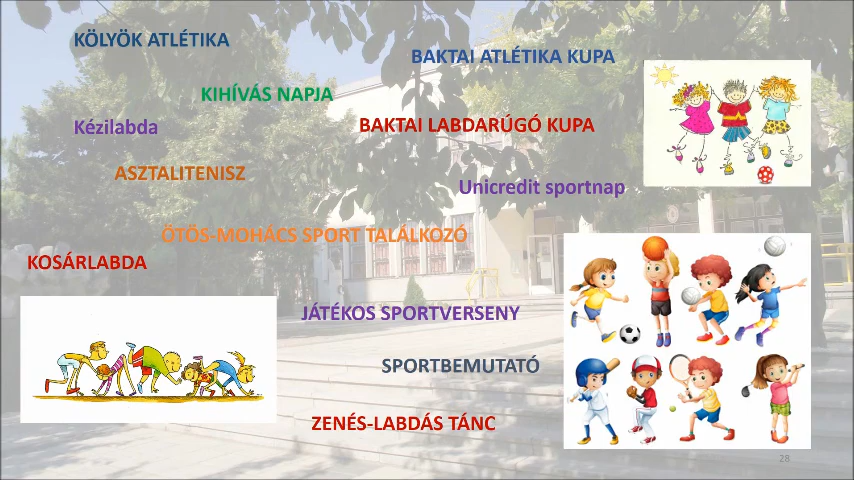 KÖLYÖK ATLÉTIKA
BAKTAI ATLÉTIKA KUPA
KIHÍVÁS NAPJA
Kézilabda
BAKTAI LABDARÚGÓ KUPA
ASZTALITENISZ
Unicredit sportnap
ÖTÖS-MOHÁCS SPORT TALÁLKOZÓ
KOSÁRLABDA
JÁTÉKOS SPORTVERSENY
SPORTBEMUTATÓ
ZENÉS-LABDÁS TÁNC
28